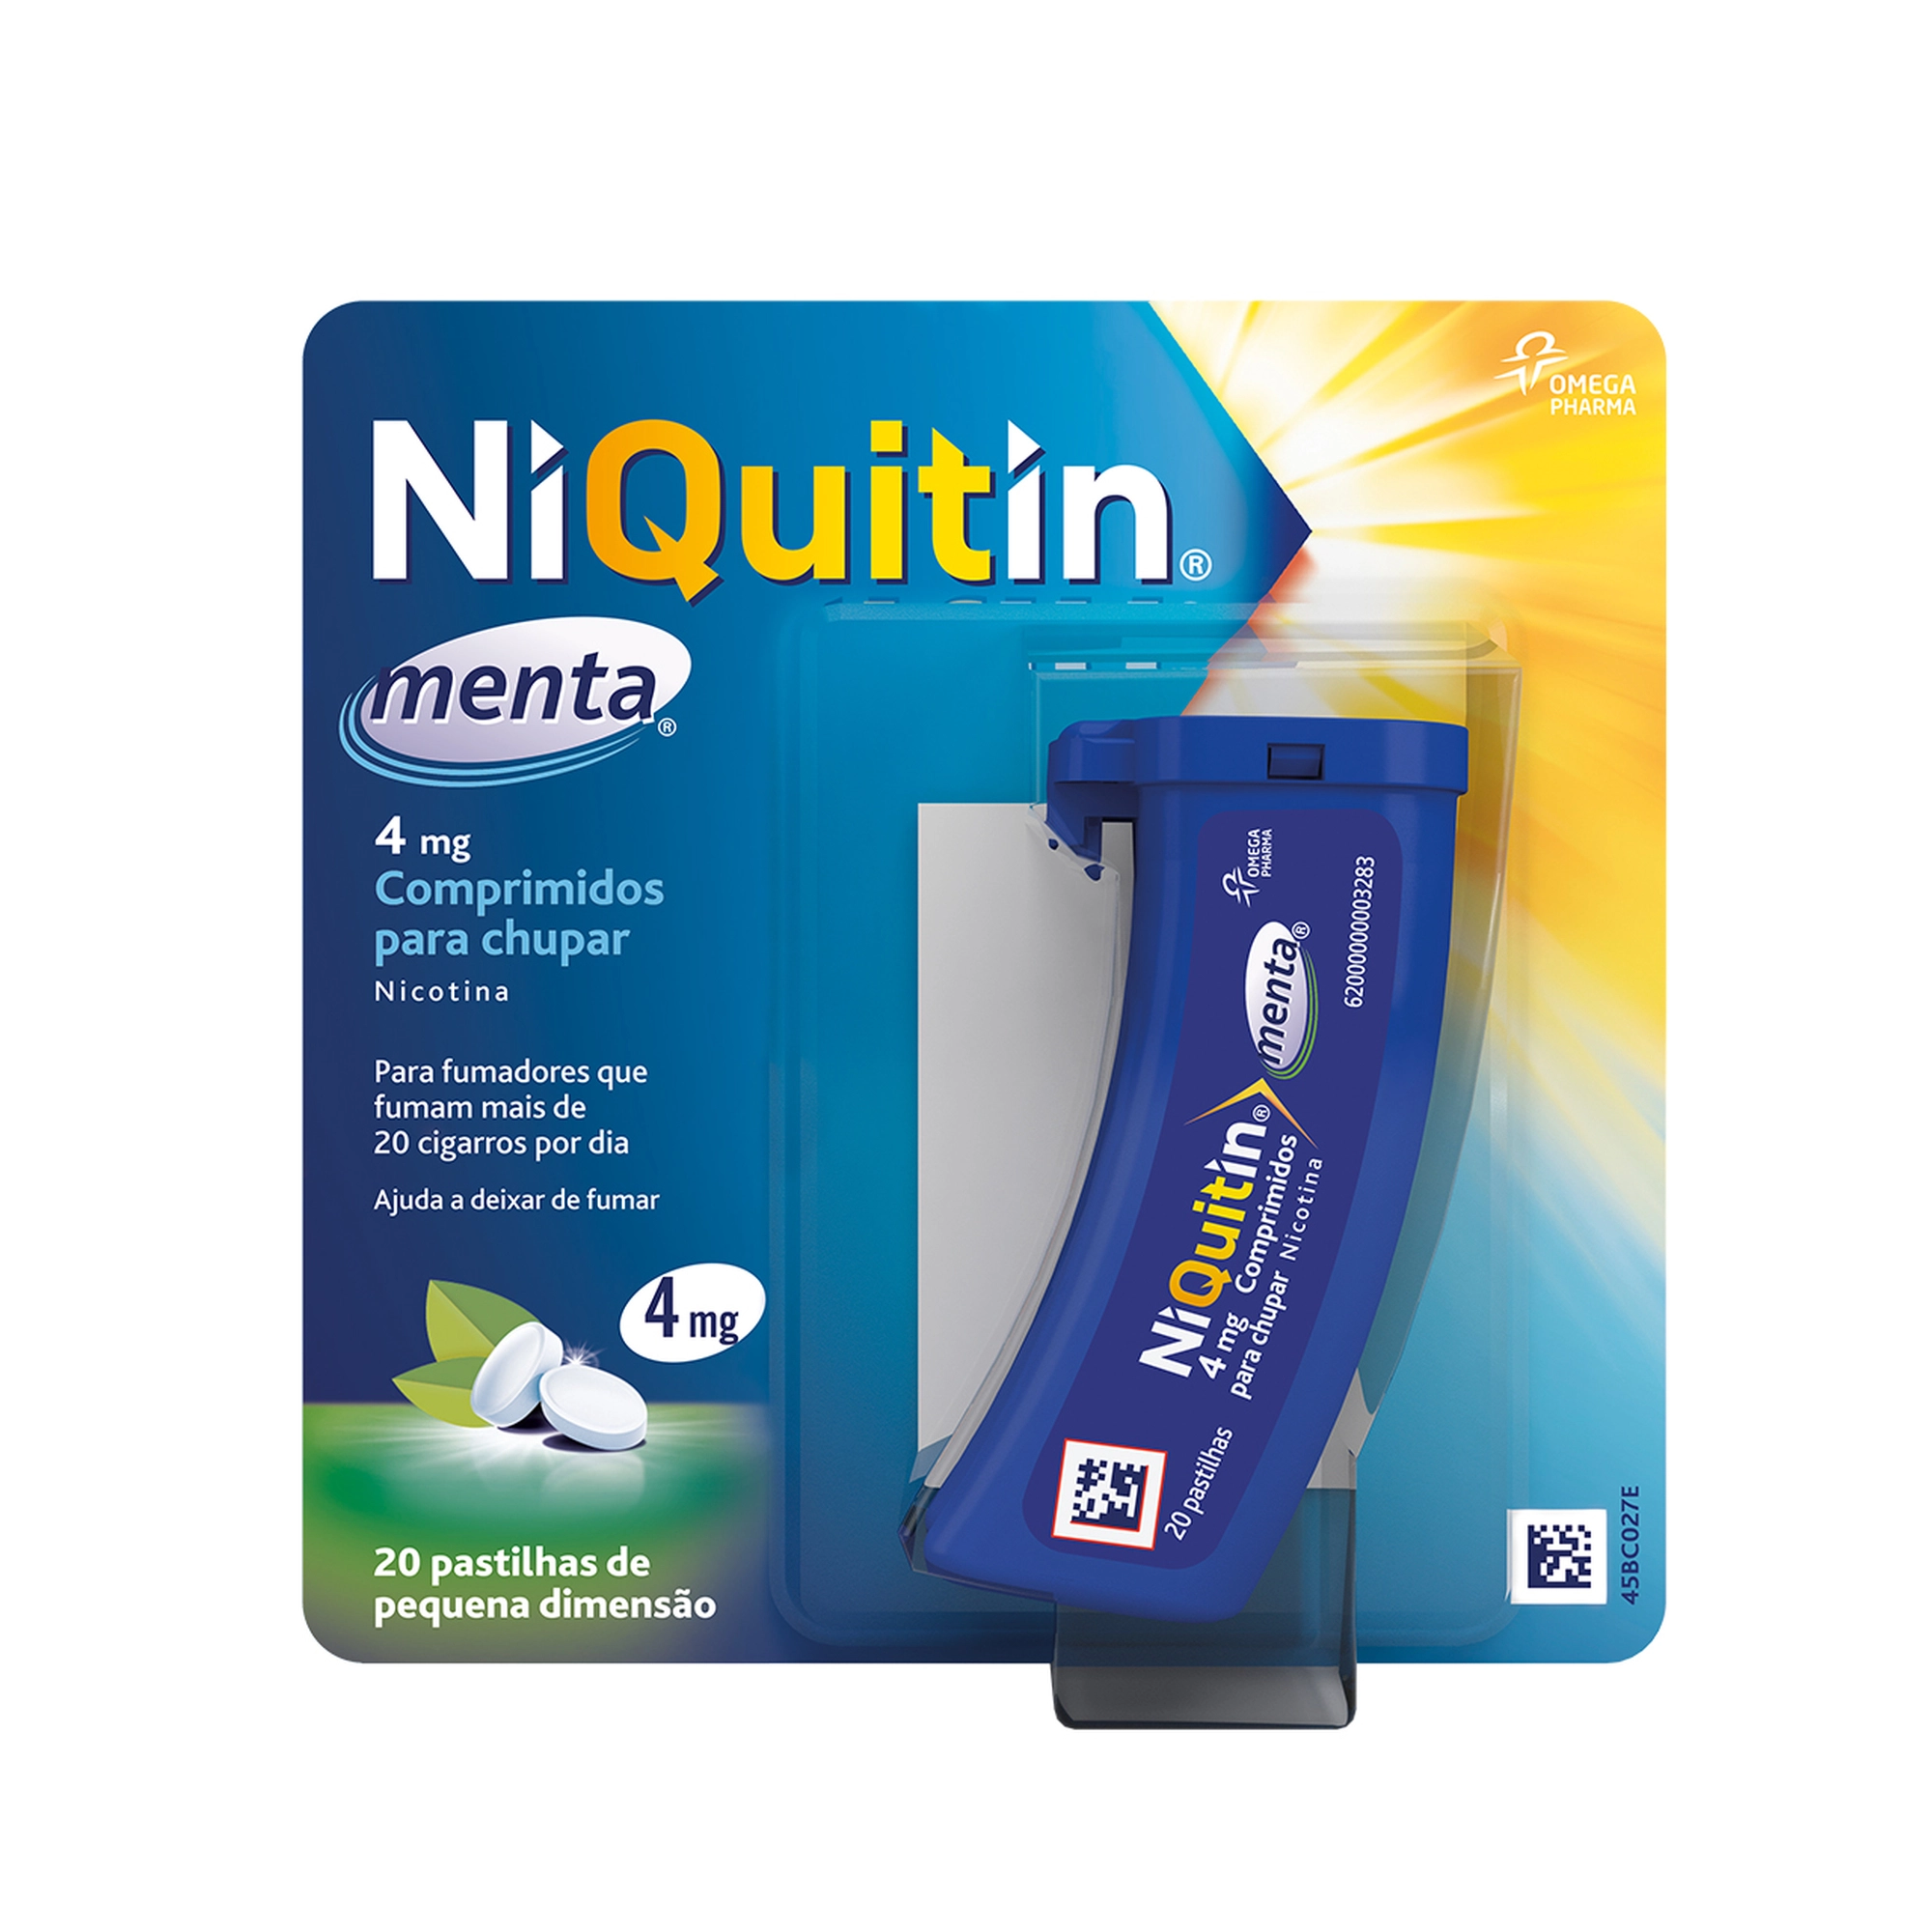 OMEGA
PHARMA
NiQuitin®
menta®
4 mg
Comprimidos
para chupar
Nicotina
Para fumadores que
fumam mais de
20 cigarros por dia
Ajuda a deixar de fumar
4 mg
20 pastilhas de
pequena dimensão
OMEGA
PHARMA
menta®
6200000003283
NiQuitin®
4 mg Comprimidos
para chupar Nicotina
20 pastilhas
45BC027E